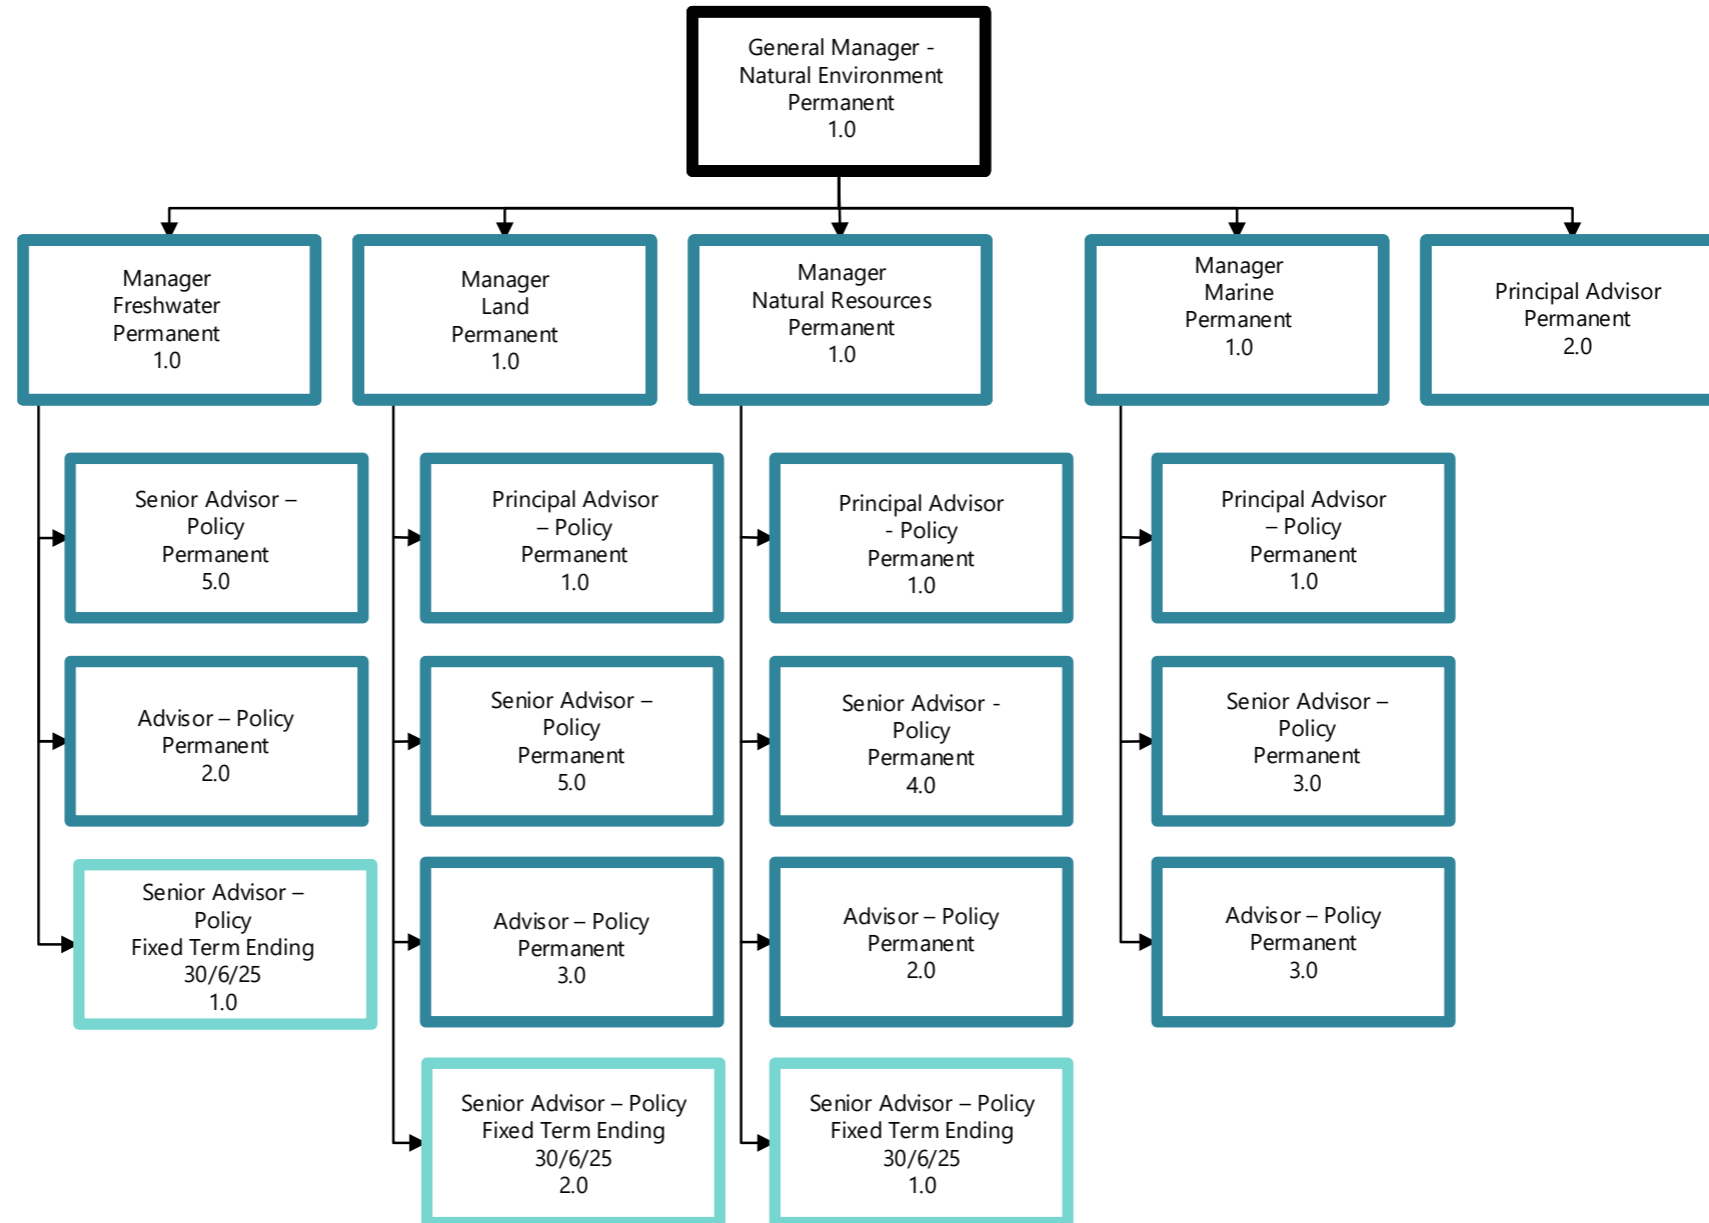 General Manager -
Natural Environment
Permanent
1.0
Manager
Freshwater
Permanent
1.0
Manager
Land
Permanent
1.0
Manager
Natural Resources
Permanent
1.0
Manager
Marine
Permanent
1.0
Principal Advisor
Permanent
2.0
Senior Advisor –
Policy
Permanent
5.0
Principal Advisor
– Policy
Permanent
1.0
Principal Advisor
- Policy
Permanent
1.0
Principal Advisor
– Policy
Permanent
1.0
Advisor – Policy
Permanent
2.0
Senior Advisor –
Policy
Permanent
5.0
Senior Advisor -
Policy
Permanent
4.0
Senior Advisor –
Policy
Permanent
3.0
Senior Advisor –
Policy
Fixed Term Ending
30/6/25
1.0
Advisor – Policy
Permanent
3.0
Advisor – Policy
Permanent
2.0
Advisor – Policy
Permanent
3.0
Senior Advisor – Policy
Fixed Term Ending
30/6/25
2.0
Senior Advisor – Policy
Fixed Term Ending
30/6/25
1.0